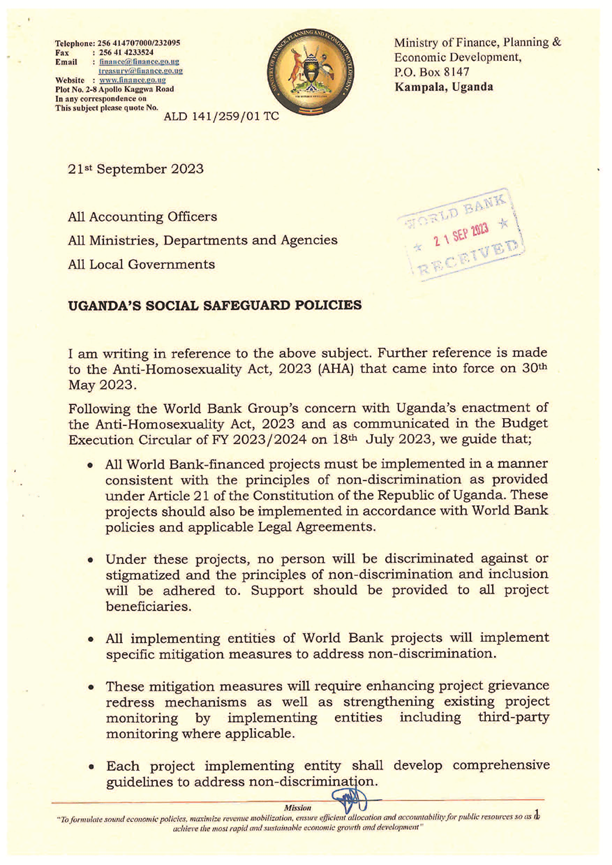 Telephone: 256 414707000/232095
Fax : 256 41 4233524
Email : finance@finance.go.ug
treasury@finance.go.ug
Website : www.finance.go.ug
Plot No. 2-8 Apollo Kaggwa Road
In any correspondence on
This subject please quote No.
ALD 141/259/01 TC
MINISTRY OF FINANCE, PLANNING AND ECONOMIC DEVELOPMENT
Ministry of Finance, Planning &
Economic Development,
P.O. Box 8147
Kampala, Uganda
21st September 2023
All Accounting Officers
All Ministries, Departments and Agencies
All Local Governments
WORLD BANK
★ 21 SEP 2023 ★
RECEIVED
UGANDA'S SOCIAL SAFEGUARD POLICIES
I am writing in reference to the above subject. Further reference is made
to the Anti-Homosexuality Act, 2023 (AHA) that came into force on 30th
May 2023.
Following the World Bank Group's concern with Uganda's enactment of
the Anti-Homosexuality Act, 2023 and as communicated in the Budget
Execution Circular of FY 2023/2024 on 18th July 2023, we guide that;
• All World Bank-financed projects must be implemented in a manner
consistent with the principles of non-discrimination as provided
under Article 21 of the Constitution of the Republic of Uganda. These
projects should also be implemented in accordance with World Bank
policies and applicable Legal Agreements.
• Under these projects, no person will be discriminated against or
stigmatized and the principles of non-discrimination and inclusion
will be adhered to. Support should be provided to all project
beneficiaries.
• All implementing entities of World Bank projects will implement
specific mitigation measures to address non-discrimination.
• These mitigation measures will require enhancing project grievance
redress mechanisms as well as strengthening existing project
monitoring by implementing entities including third-party
monitoring where applicable.
• Each project implementing entity shall develop comprehensive
guidelines to address non-discrimination.
Mission
"To formulate sound economic policies, maximize revenue mobilization, ensure efficient allocation and accountability for public resources so as to
achieve the most rapid and sustainable economic growth and development"
1